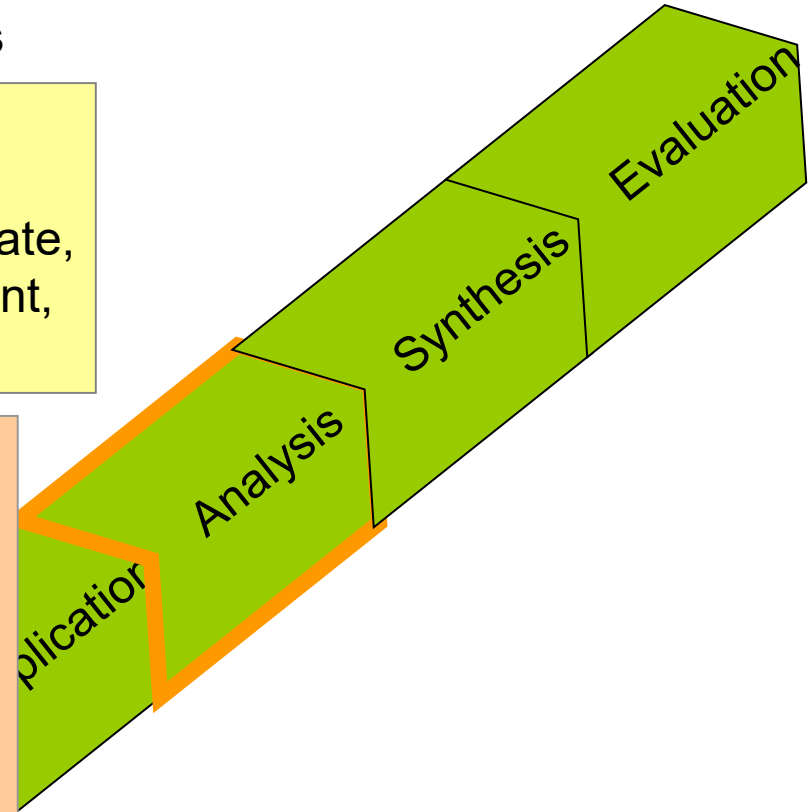 s
ate,
nt,
Evaluation
Synthesis
Analysis
plication